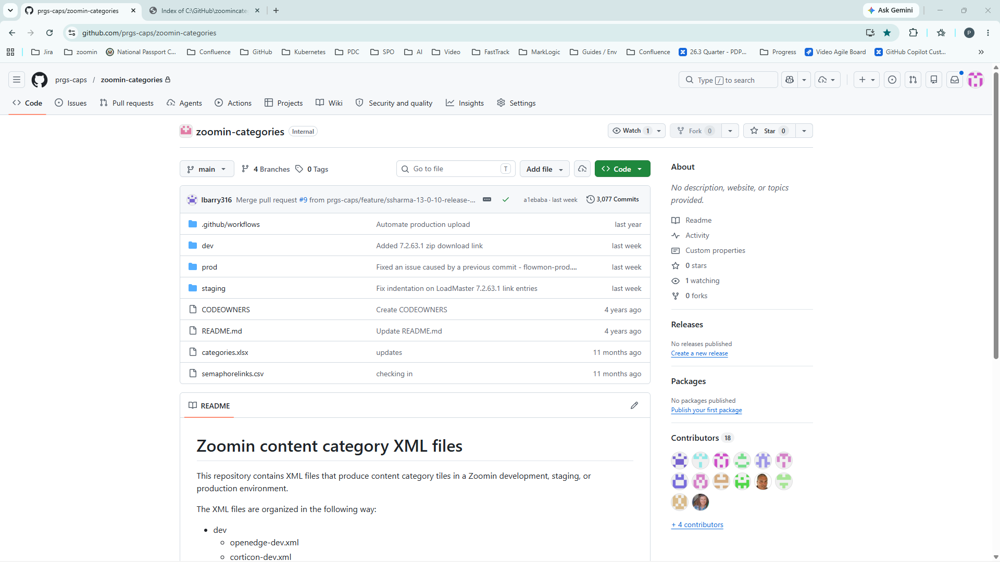 prgs-caps/zoomin-categories
Index of C:\GitHub\zoomincate
Ask Gemini
github.com/prgs-caps/zoomin-categories
P
Jira
zoomin
National Passport C...
Confluence
GitHub
Kubernetes
PDC
SPO
AI
Video
FastTrack
MarkLogic
Guides / Env
Confluence
26.3 Quarter - PDP...
Progress
Video Agile Board
GitHub Copilot Cust...
prgs-caps / zoomin-categories
Type / to search
Code
Issues
Pull requests
Agents
Actions
Projects
Wiki
Security and quality
Insights
Settings
zoomin-categories Internal
Watch 1
Fork 0
Star 0
main
4 Branches
0 Tags
Go to file T
Add file
Code
lbarry316 Merge pull request #9 from prgs-caps/feature/ssharma-13-0-10-release-... a1ebaba · last week 3,077 Commits
.github/workflows Automate production upload last year
dev Added 7.2.63.1 zip download link last week
prod Fixed an issue caused by a previous commit - flowmon-prod.... last week
staging Fix indentation on LoadMaster 7.2.63.1 link entries last week
CODEOWNERS Create CODEOWNERS 4 years ago
README.md Update README.md 4 years ago
categories.xlsx updates 11 months ago
semaphorelinks.csv checking in 11 months ago
README
Zoomin content category XML files
This repository contains XML files that produce content category tiles in a Zoomin development, staging, or
production environment.
The XML files are organized in the following way:
dev
openedge-dev.xml
corticon-dev.xml
About
No description, website, or topics
provided.
Readme
Activity
Custom properties
0 stars
1 watching
0 forks
Releases
No releases published
Create a new release
Packages
No packages published
Publish your first package
Contributors 18
+ 4 contributors